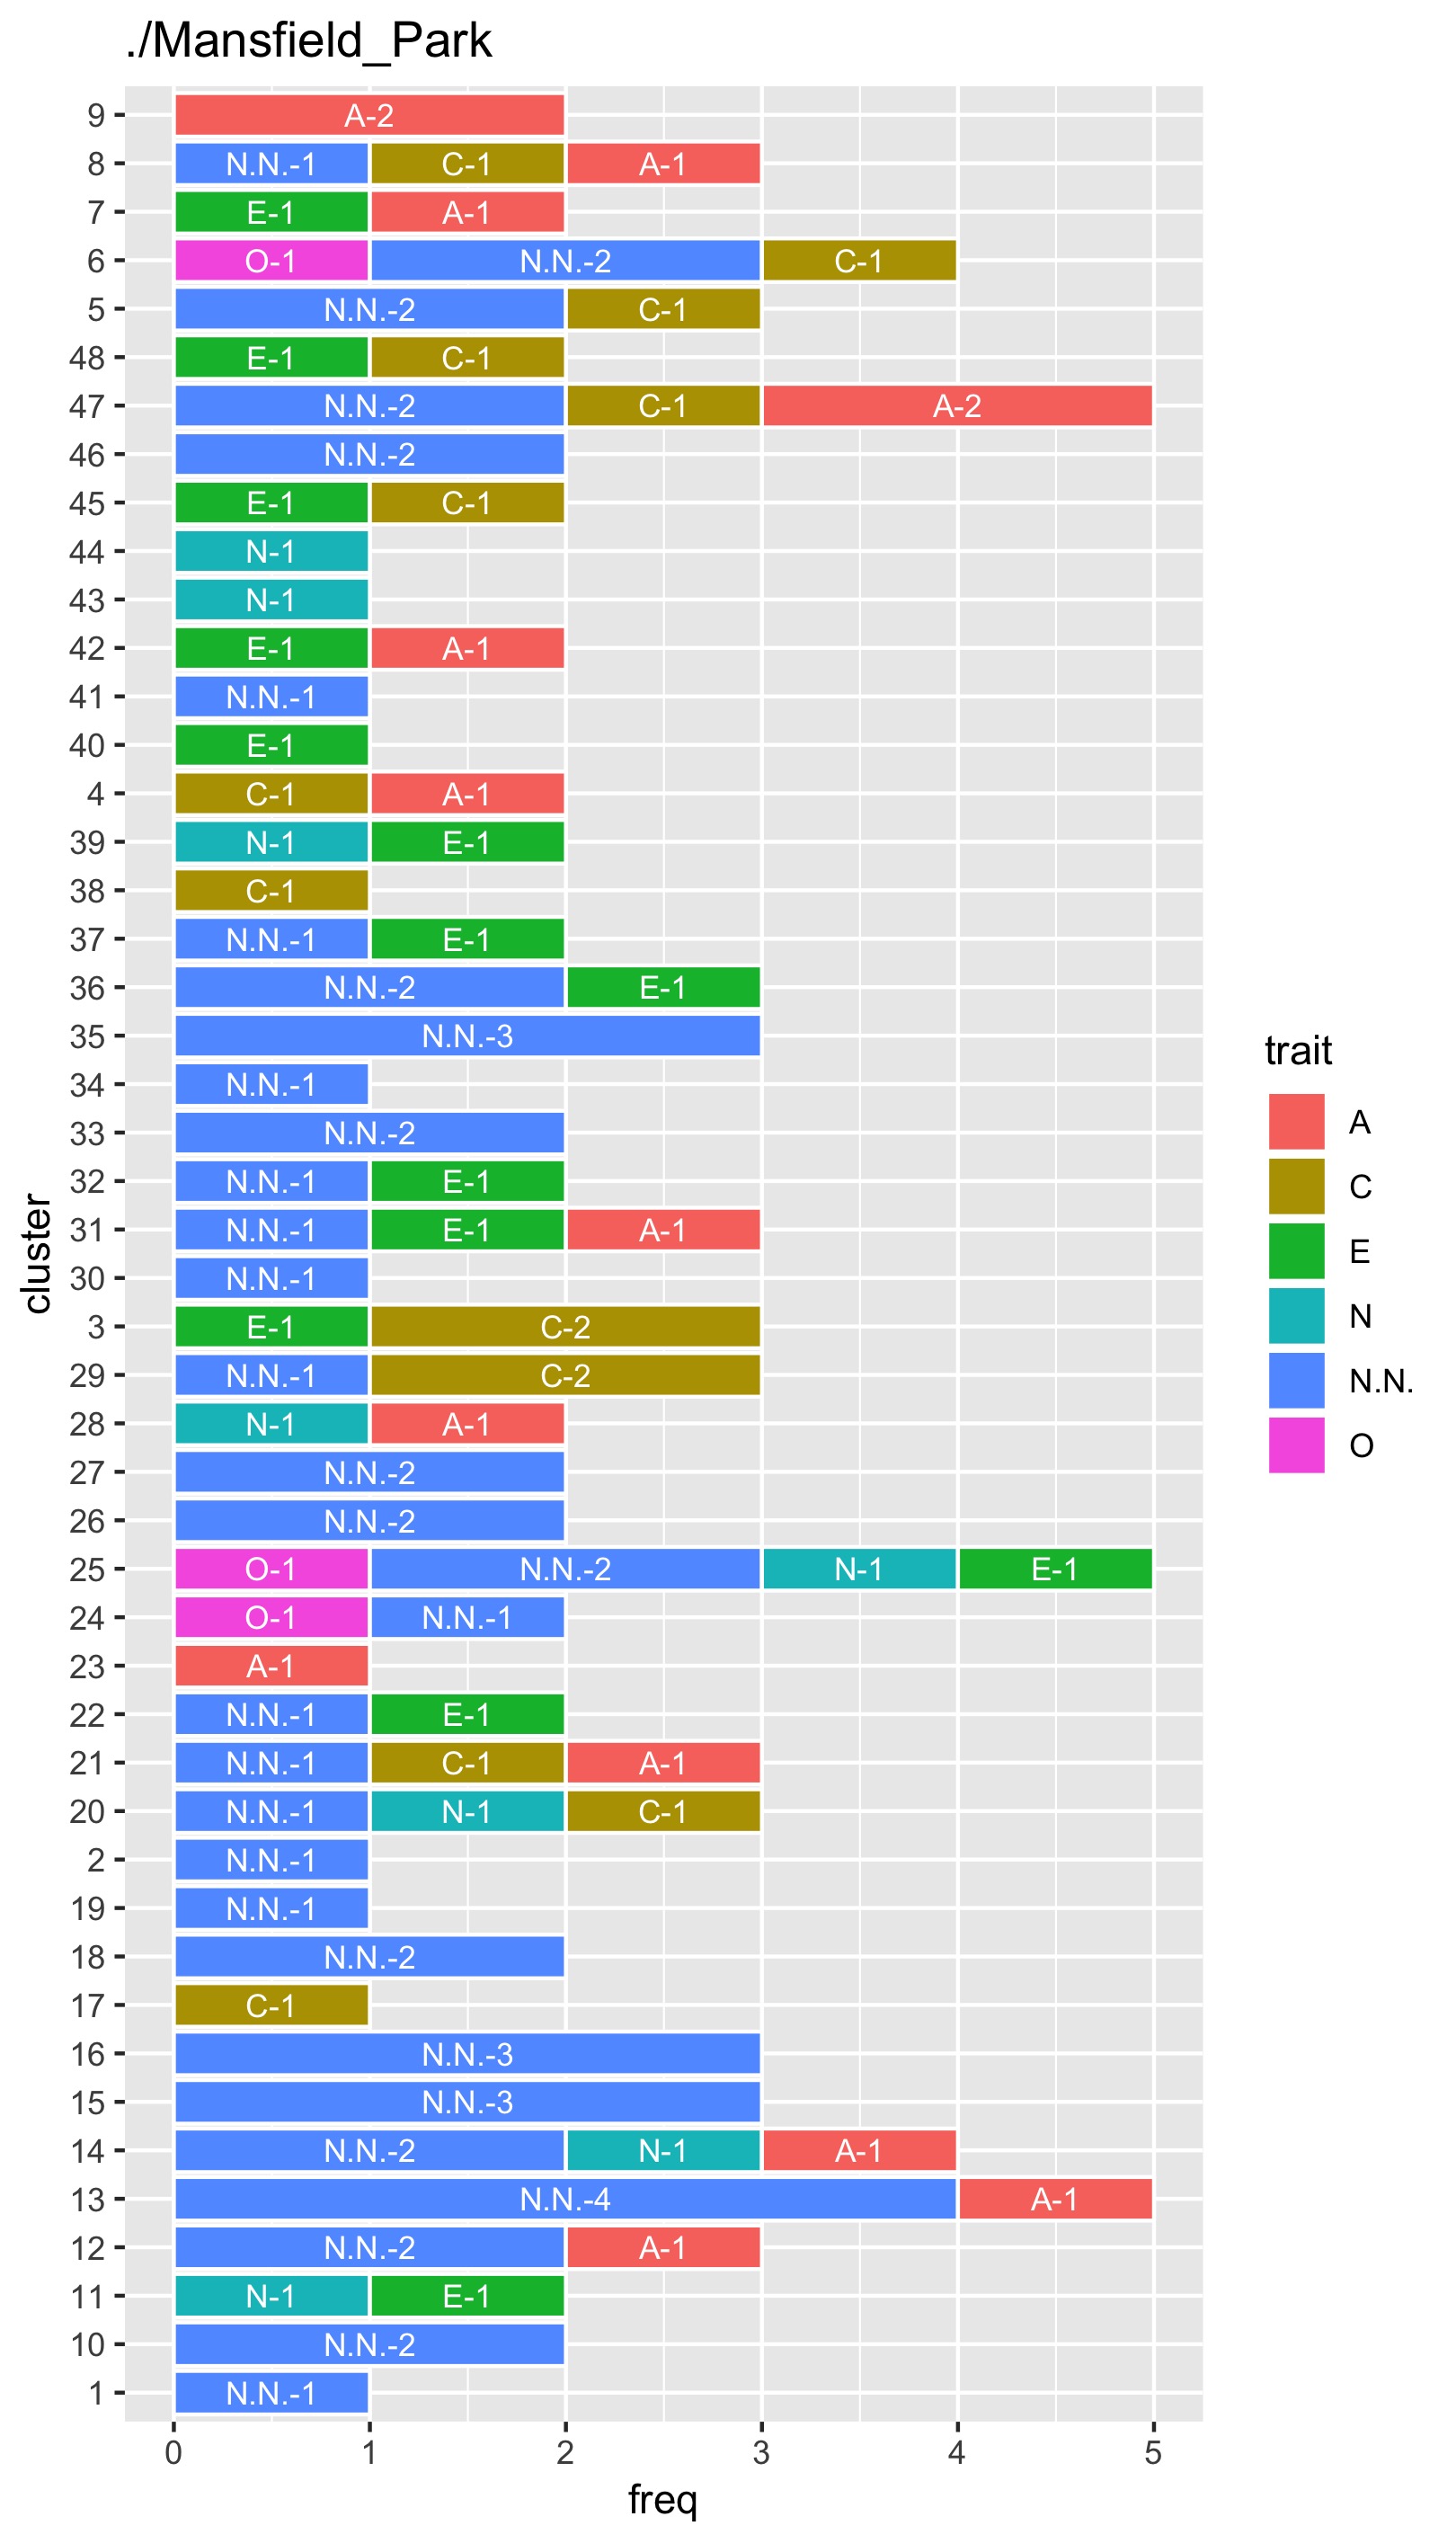 ./Mansfield_Park
9 A-2
8 N.N.-1 C-1 A-1
7 E-1 A-1
6 O-1 N.N.-2 C-1
5 N.N.-2 C-1
48 E-1 C-1
47 N.N.-2 C-1 A-2
46 N.N.-2
45 E-1 C-1
44 N-1
43 N-1
42 E-1 A-1
41 N.N.-1
40 E-1
4 C-1 A-1
39 N-1 E-1
38 C-1
37 N.N.-1 E-1
36 N.N.-2 E-1
35 N.N.-3
34 N.N.-1
33 N.N.-2
32 N.N.-1 E-1
31 N.N.-1 E-1 A-1
30 N.N.-1
3 E-1 C-2
29 N.N.-1 C-2
28 N-1 A-1
27 N.N.-2
26 N.N.-2
25 O-1 N.N.-2 N-1 E-1
24 O-1 N.N.-1
23 A-1
22 N.N.-1 E-1
21 N.N.-1 C-1 A-1
20 N.N.-1 N-1 C-1
2 N.N.-1
19 N.N.-1
18 N.N.-2
17 C-1
16 N.N.-3
15 N.N.-3
14 N.N.-2 N-1 A-1
13 N.N.-4 A-1
12 N.N.-2 A-1
11 N-1 E-1
10 N.N.-2
1 N.N.-1
0 1 2 3 4 5
freq
cluster
trait
A
C
E
N
N.N.
O